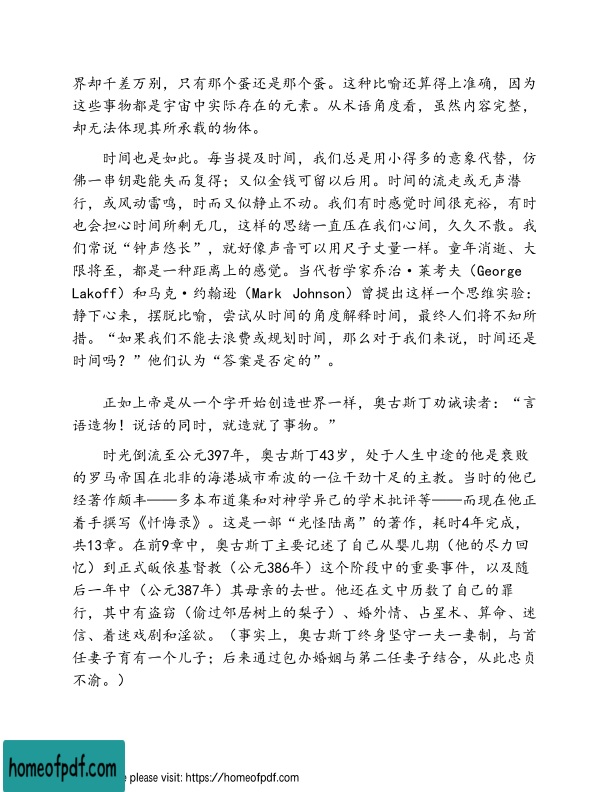 界却千差万别，只有那个蛋还是那个蛋。这种比喻还算得上准确，因为
这些事物都是宇宙中实际存在的元素。从术语角度看，虽然内容完整，
却无法体现其所承载的物体。
时间也是如此。每当提及时间，我们总是用小得多的意象代替，仿
佛一串钥匙能失而复得；又似金钱可留以后用。时间的流走或无声潜
行，或风动雷鸣，时而又似静止不动。我们有时感觉时间很充裕，有时
也会担心时间所剩无几，这样的思绪一直压在我们心间，久久不散。我
们常说“钟声悠长”，就好像声音可以用尺子丈量一样。童年消逝、大
限将至，都是一种距离上的感觉。当代哲学家乔治·莱考夫（George
Lakoff）和马克·约翰逊（Mark Johnson）曾提出这样一个思维实验：
静下心来，摆脱比喻，尝试从时间的角度解释时间，最终人们将不知所
措。“如果我们不能去浪费或规划时间，那么对于我们来说，时间还是
时间吗？”他们认为“答案是否定的”。
正如上帝是从一个字开始创造世界一样，奥古斯丁劝诫读者：“言
语造物！说话的同时，就造就了事物。”
时光倒流至公元397年，奥古斯丁43岁，处于人生中途的他是衰败
的罗马帝国在北非的海港城市希波的一位干劲十足的主教。当时的他已
经著作颇丰——多本布道集和对神学异己的学术批评等——而现在他正
着手撰写《忏悔录》。这是一部“光怪陆离”的著作，耗时4年完成，
共13章。在前9章中，奥古斯丁主要记述了自己从婴儿期（他的尽力回
忆）到正式皈依基督教（公元386年）这个阶段中的重要事件，以及随
后一年中（公元387年）其母亲的去世。他还在文中历数了自己的罪
行，其中有盗窃（偷过邻居树上的梨子）、婚外情、占星术、算命、迷
信、着迷戏剧和淫欲。（事实上，奥古斯丁终身坚守一夫一妻制，与首
任妻子育有一个儿子；后来通过包办婚姻与第二任妻子结合，从此忠贞
不渝。）
homeofpdf.com
e please visit: https://homeofpdf.com